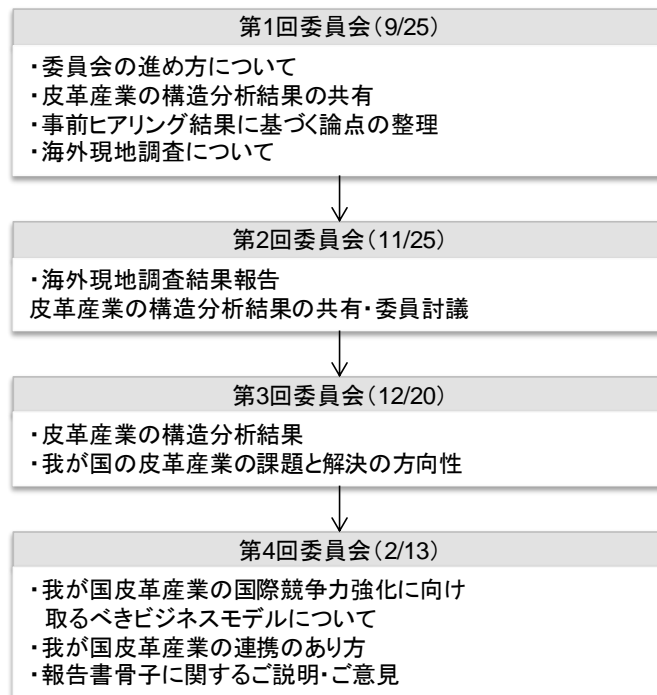 第1回委員会(9/25)
・委員会の進め方について
・皮革産業の構造分析結果の共有
・事前ヒアリング結果に基づく論点の整理
・海外現地調査について
第2回委員会(11/25)
・海外現地調査結果報告
皮革産業の構造分析結果の共有・委員討議
第3回委員会(12/20)
・皮革産業の構造分析結果
・我が国の皮革産業の課題と解決の方向性
第4回委員会(2/13)
・我が国皮革産業の国際競争力強化に向け
取るべきビジネスモデルについて
・我が国皮革産業の連携のあり方
・報告書骨子に関するご説明・ご意見